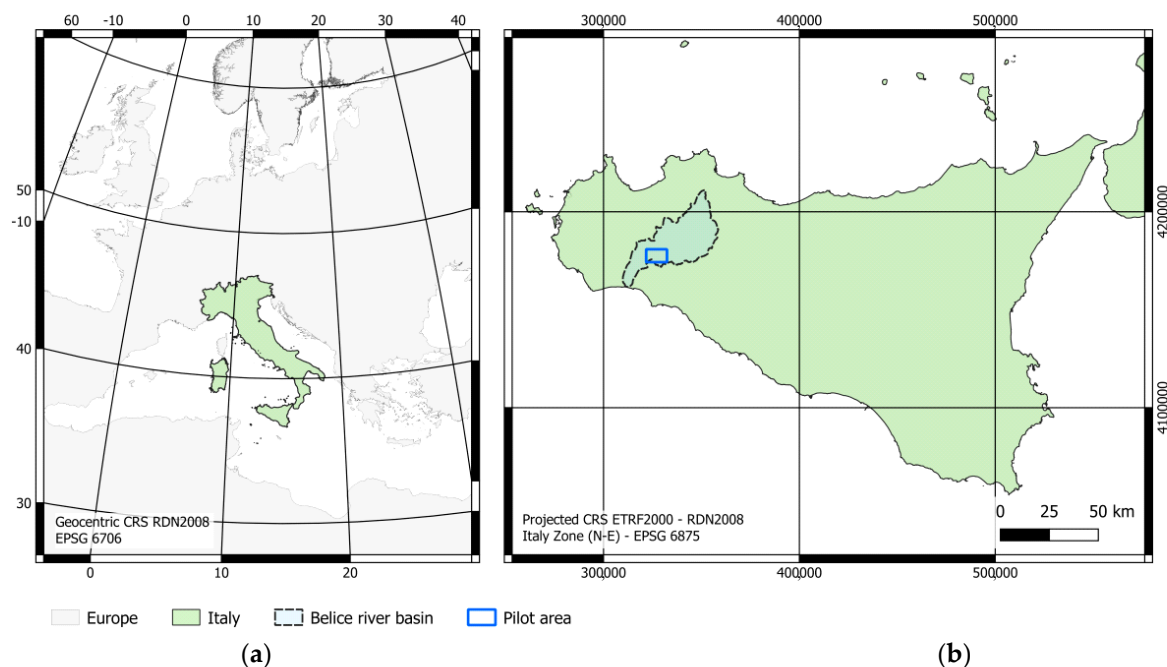 60 -10 0 10 20 30 40
300000 400000 500000
50
-10
40
30
4200000
4100000
Geocentric CRS RDN2008
EPSG 6706
Projected CRS ETRF2000 - RDN2008
Italy Zone (N-E) - EPSG 6875
0 25 50 km
0 10 20
300000 400000 500000
Europe Italy Belice river basin Pilot area
(a) (b)